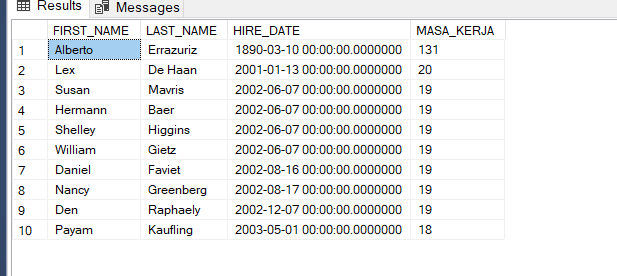 Results Messages
FIRST_NAME LAST_NAME HIRE_DATE MASA_KERJA
1 Alberto Errazuriz 1890-03-10 00:00:00.0000000 131
2 Lex De Haan 2001-01-13 00:00:00.0000000 20
3 Susan Mavris 2002-06-07 00:00:00.0000000 19
4 Hermann Baer 2002-06-07 00:00:00.0000000 19
5 Shelley Higgins 2002-06-07 00:00:00.0000000 19
6 William Gietz 2002-06-07 00:00:00.0000000 19
7 Daniel Faviet 2002-08-16 00:00:00.0000000 19
8 Nancy Greenberg 2002-08-17 00:00:00.0000000 19
9 Den Raphaely 2002-12-07 00:00:00.0000000 19
10 Payam Kaufling 2003-05-01 00:00:00.0000000 18